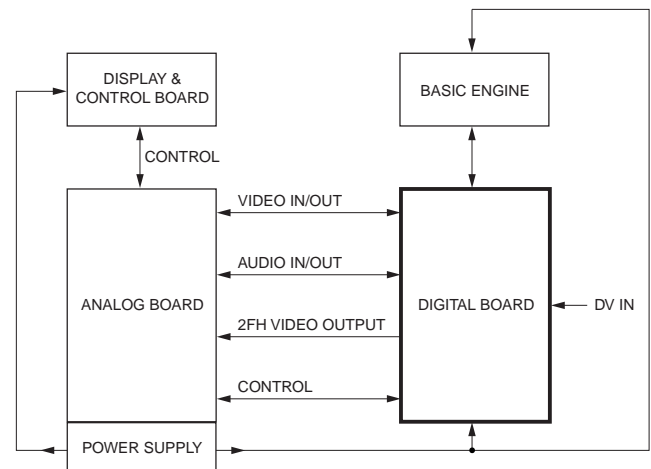 DISPLAY &
CONTROL BOARD
BASIC ENGINE
CONTROL
VIDEO IN/OUT
AUDIO IN/OUT
ANALOG BOARD
DIGITAL BOARD
DV IN
2FH VIDEO OUTPUT
CONTROL
POWER SUPPLY